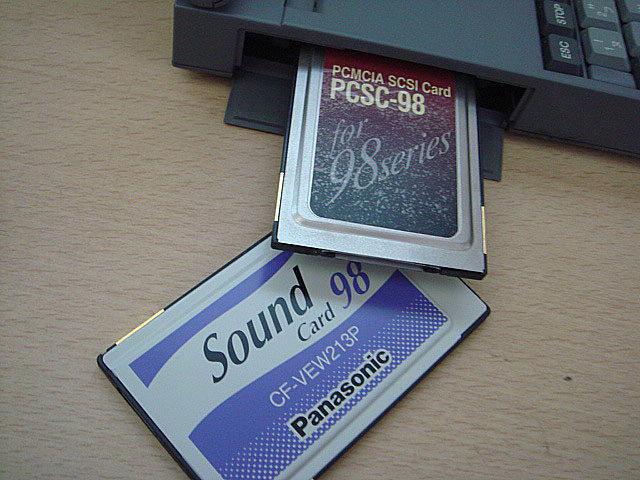 STOP
ESC
PCMCIA SCSI Card
PCSC-98
for
98series
Sound
Card 98
CF-VEW213P
Panasonic